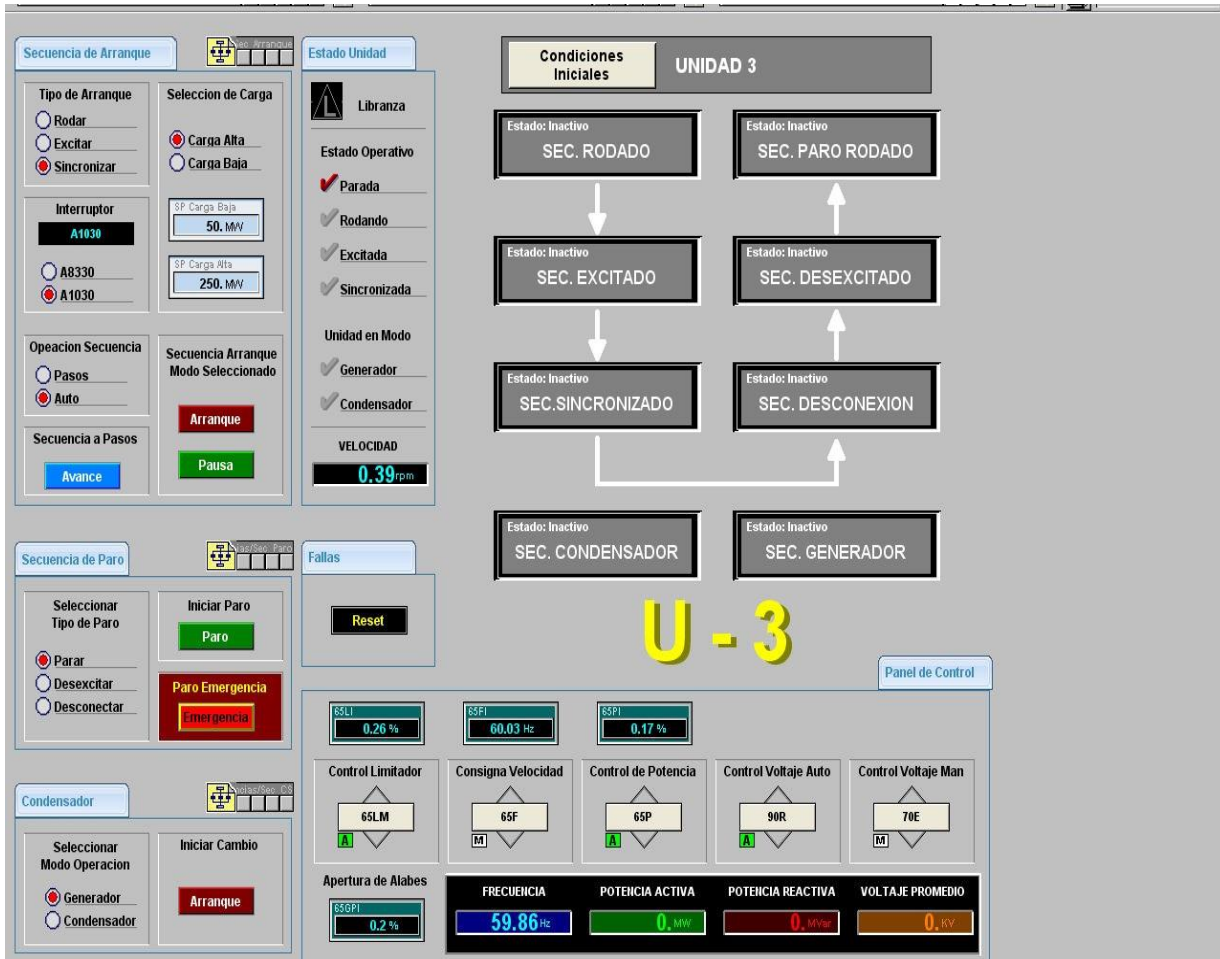 Secuencia de Arranque
Sec Arranque
Tipo de Arranque
Rodar
Excitar
Sincronizar
Seleccion de Carga
Carga Alta
Carga Baja
Interruptor
A1030
A8330
A1030
SP Carga Baja
50. MW
SP Carga Alta
250. MW
Opeacion Secuencia
Pasos
Auto
Secuencia a Pasos
Avance
Secuencia Arranque
Modo Seleccionado
Arranque
Pausa
Estado Unidad
Libranza
Estado Operativo
Parada
Rodando
Excitada
Sincronizada
Unidad en Modo
Generador
Condensador
VELOCIDAD
0.39 rpm
Condiciones
Iniciales
UNIDAD 3
Estado: Inactivo
SEC. RODADO
Estado: Inactivo
SEC. PARO RODADO
Estado: Inactivo
SEC. EXCITADO
Estado: Inactivo
SEC. DESEXCITADO
Estado: Inactivo
SEC.SINCRONIZADO
Estado: Inactivo
SEC. DESCONEXION
Estado: Inactivo
SEC. CONDENSADOR
Estado: Inactivo
SEC. GENERADOR
U - 3
Secuencia de Paro
as/Sec. Paro
Seleccionar
Tipo de Paro
Parar
Desexcitar
Desconectar
Iniciar Paro
Paro
Paro Emergencia
Emergencia
Fallas
Reset
Condensador
Seleccionar
Modo Operacion
Generador
Condensador
Iniciar Cambio
Arranque
Panel de Control
65LI
0.26 %
65FI
60.03 Hz
65PI
0.17 %
Control Limitador
65LM
A
Consigna Velocidad
65F
M
Control de Potencia
65P
A
Control Voltaje Auto
90R
A
Control Voltaje Man
70E
M
Apertura de Alabes
65GPI
0.2 %
FRECUENCIA
59.86 Hz
POTENCIA ACTIVA
0. MW
POTENCIA REACTIVA
0. MVar
VOLTAJE PROMEDIO
0. KV